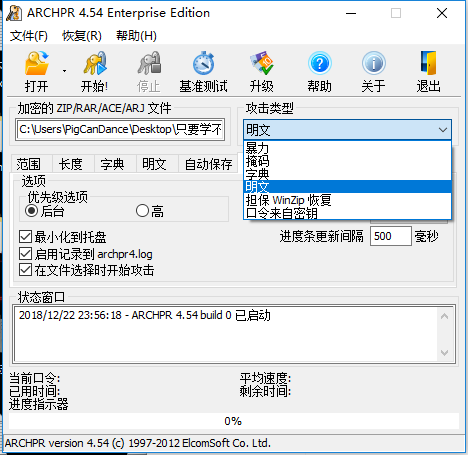 ARCHPR 4.54 Enterprise Edition
文件(F) 恢复(R) 帮助(H)
打开 开始! 停止 基准测试 升级 帮助 关于 退出
加密的 ZIP/RAR/ACE/ARJ 文件
攻击类型
C:\Users\PigCanDance\Desktop\只要学不
明文
暴力
掩码
字典
明文
担保 WinZip 恢复
口令来自密钥
范围 长度 字典 明文 自动保存
选项
优先级选项
后台 高
最小化到托盘
进度条更新间隔 500 毫秒
启用记录到 archpr4.log
在文件选择时开始攻击
状态窗口
2018/12/22 23:56:18 - ARCHPR 4.54 build 0 已启动
当前口令: 平均速度:
已用时间: 剩余时间:
进度指示器
0%
ARCHPR version 4.54 (c) 1997-2012 ElcomSoft Co. Ltd.